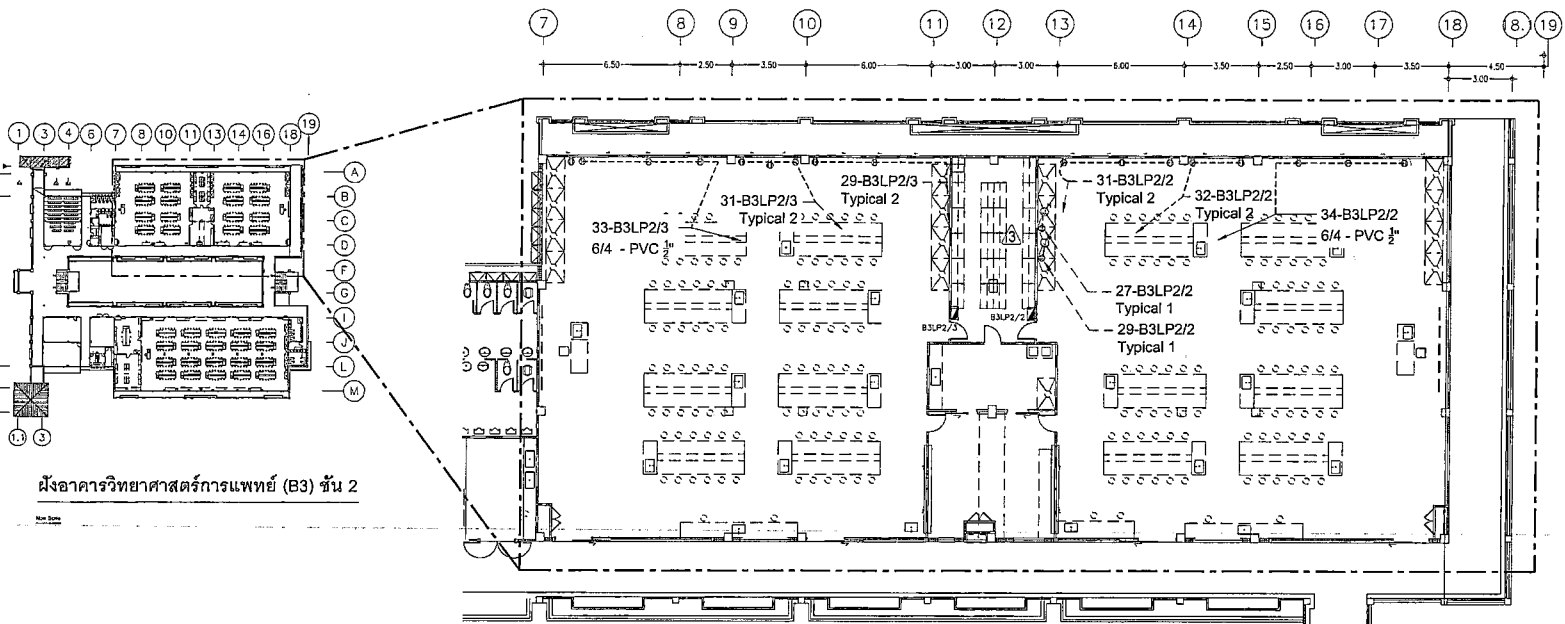 7 8 9 10 11 12 13 14 15 16 17 18 18. 19
6.50 2.50 3.50 6.00 3.00 3.00 6.00 3.50 2.50 3.00 3.50 4.50
3.00
1 3 4 6 7 8 10 11 13 14 16 18 19
A
B
C
D
F
G
I
J
L
M
1.1 3
ผังอาคารวิทยาศาสตร์การแพทย์ (B3) ชั้น 2
Non Scale
29-B3LP2/3
Typical 2
31-B3LP2/3
Typical 2
33-B3LP2/3
6/4 - PVC 1/2"
31-B3LP2/2
Typical 2
32-B3LP2/2
Typical 2
34-B3LP2/2
6/4 - PVC 1/2"
3
27-B3LP2/2
Typical 1
29-B3LP2/2
Typical 1
B3LP2/3
B3LP2/2